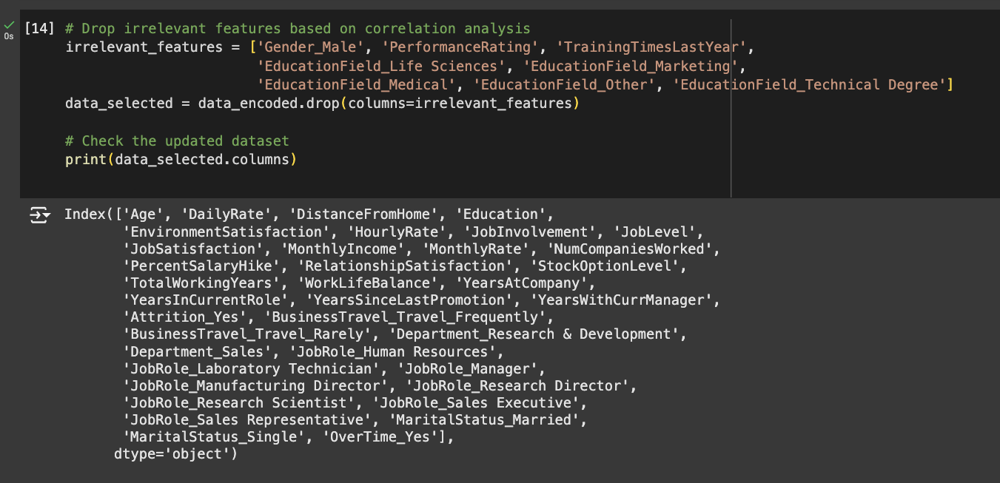 [14] # Drop irrelevant features based on correlation analysis
irrelevant_features = ['Gender_Male', 'PerformanceRating', 'TrainingTimesLastYear',
'EducationField_Life Sciences', 'EducationField_Marketing',
'EducationField_Medical', 'EducationField_Other', 'EducationField_Technical Degree']
0s
data_selected = data_encoded.drop(columns=irrelevant_features)
# Check the updated dataset
print(data_selected.columns)
Index(['Age', 'DailyRate', 'DistanceFromHome', 'Education',
'EnvironmentSatisfaction', 'HourlyRate', 'JobInvolvement', 'JobLevel',
'JobSatisfaction', 'MonthlyIncome', 'MonthlyRate', 'NumCompaniesWorked',
'PercentSalaryHike', 'RelationshipSatisfaction', 'StockOptionLevel',
'TotalWorkingYears', 'WorkLifeBalance', 'YearsAtCompany',
'YearsInCurrentRole', 'YearsSinceLastPromotion', 'YearsWithCurrManager',
'Attrition_Yes', 'BusinessTravel_Travel_Frequently',
'BusinessTravel_Travel_Rarely', 'Department_Research & Development',
'Department_Sales', 'JobRole_Human Resources',
'JobRole_Laboratory Technician', 'JobRole_Manager',
'JobRole_Manufacturing Director', 'JobRole_Research Director',
'JobRole_Research Scientist', 'JobRole_Sales Executive',
'JobRole_Sales Representative', 'MaritalStatus_Married',
'MaritalStatus_Single', 'OverTime_Yes'],
dtype='object')